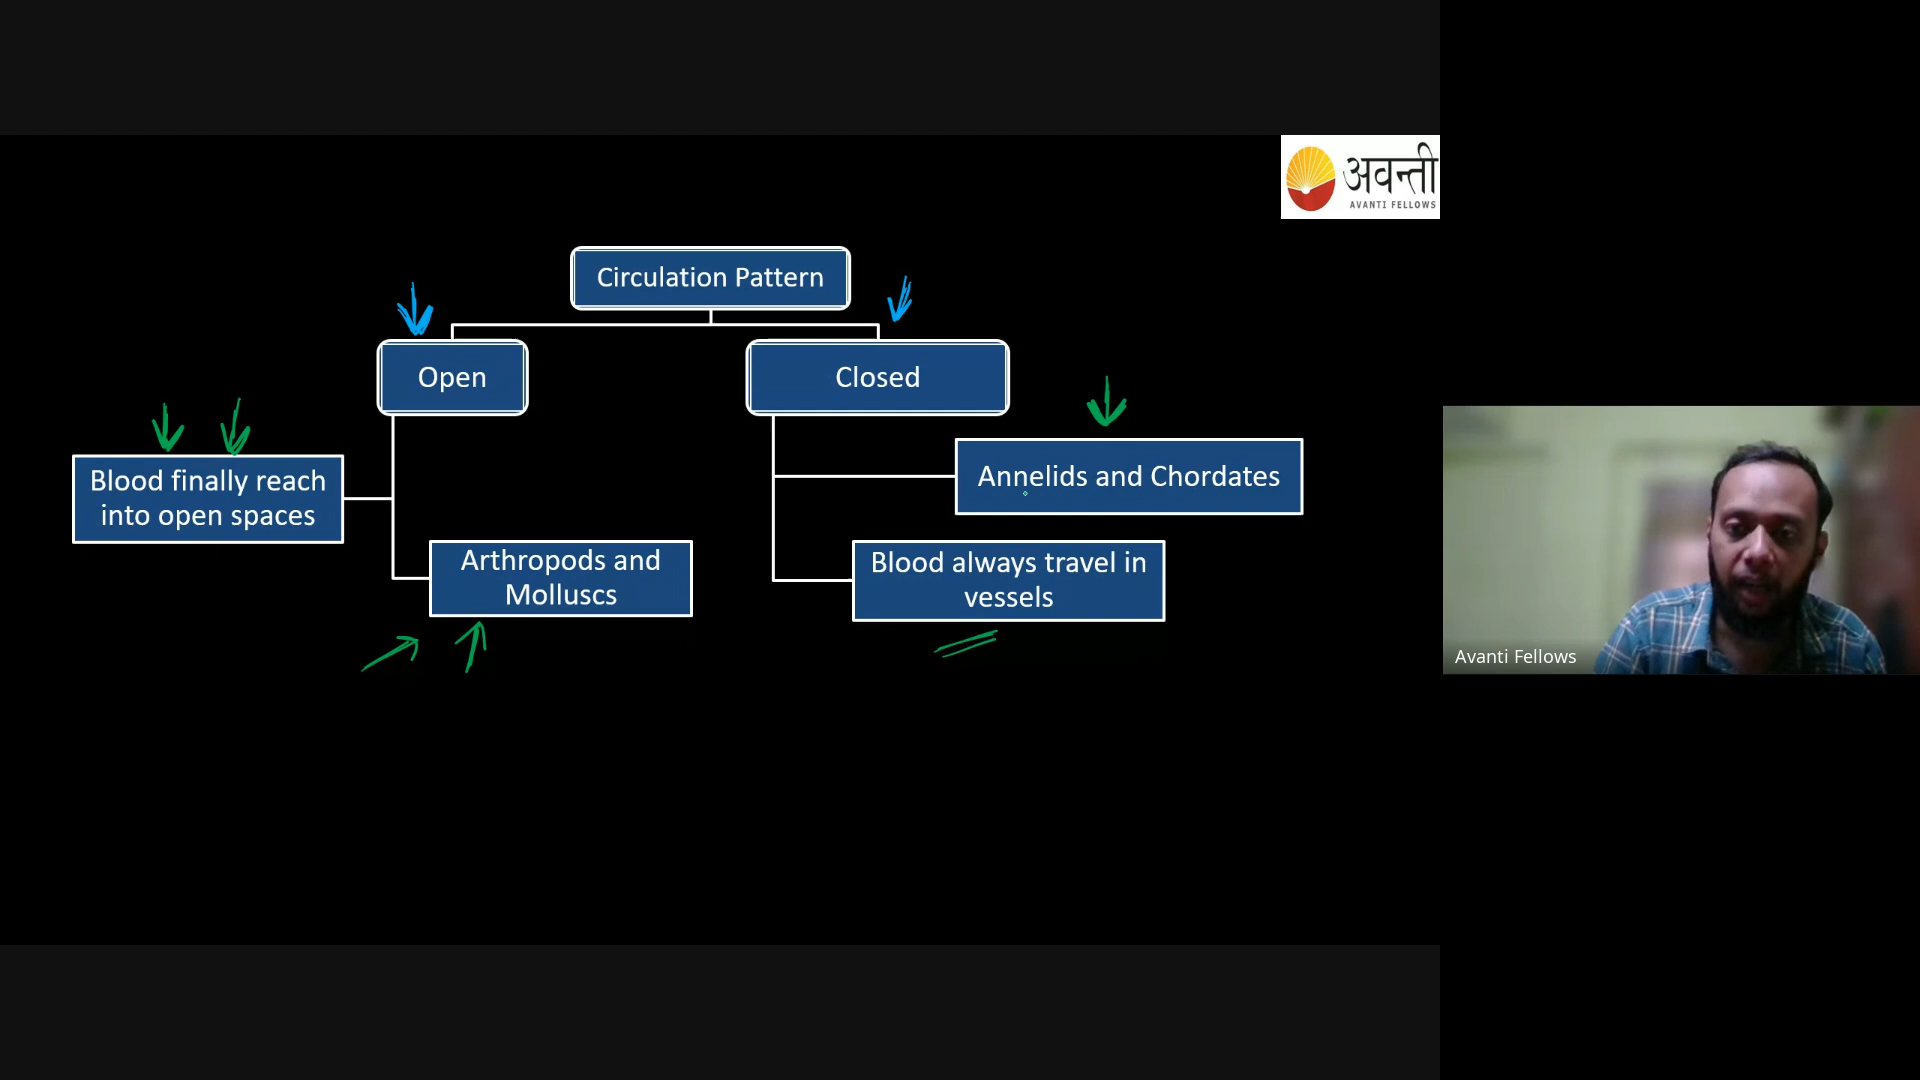 अवन्ती
AVANTI FELLOWS
Circulation Pattern
Open
Closed
Blood finally reach
into open spaces
Arthropods and
Molluscs
Annelids and Chordates
Blood always travel in
vessels
Avanti Fellows